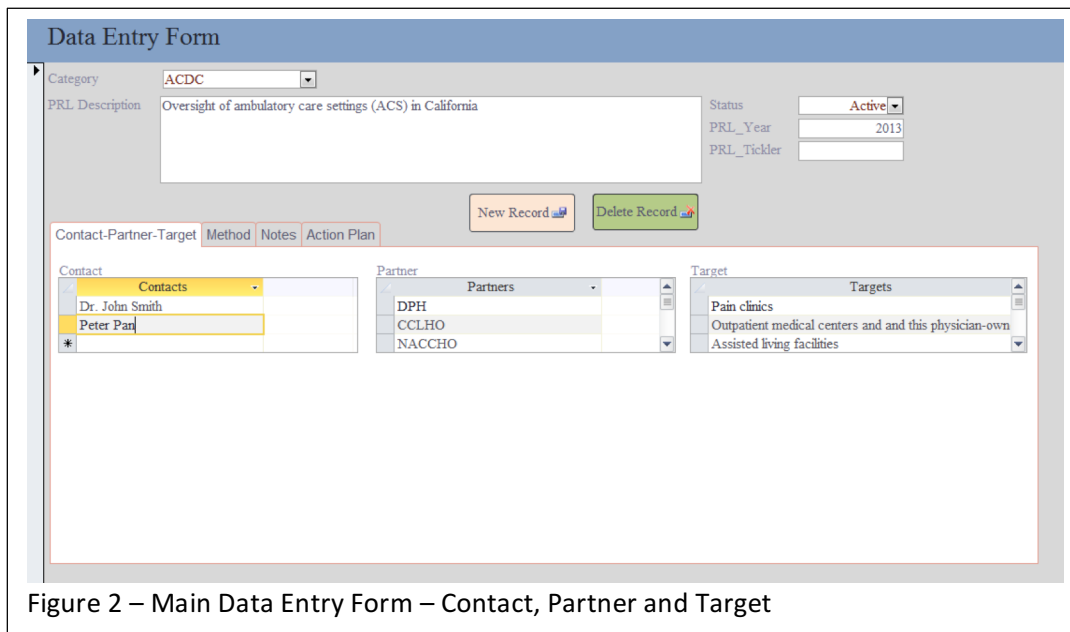 Data Entry Form
Category ACDC
PRL Description Oversight of ambulatory care settings (ACS) in California
Status Active
PRL_Year 2013
PRL_Tickler
New Record Delete Record
Contact-Partner-Target Method Notes Action Plan
Contact Partner Target
Contacts Partners Targets
Dr. John Smith DPH Pain clinics
Peter Pan CCLHO Outpatient medical centers and and this physician-own
* NACCHO Assisted living facilities
Figure 2 – Main Data Entry Form – Contact, Partner and Target